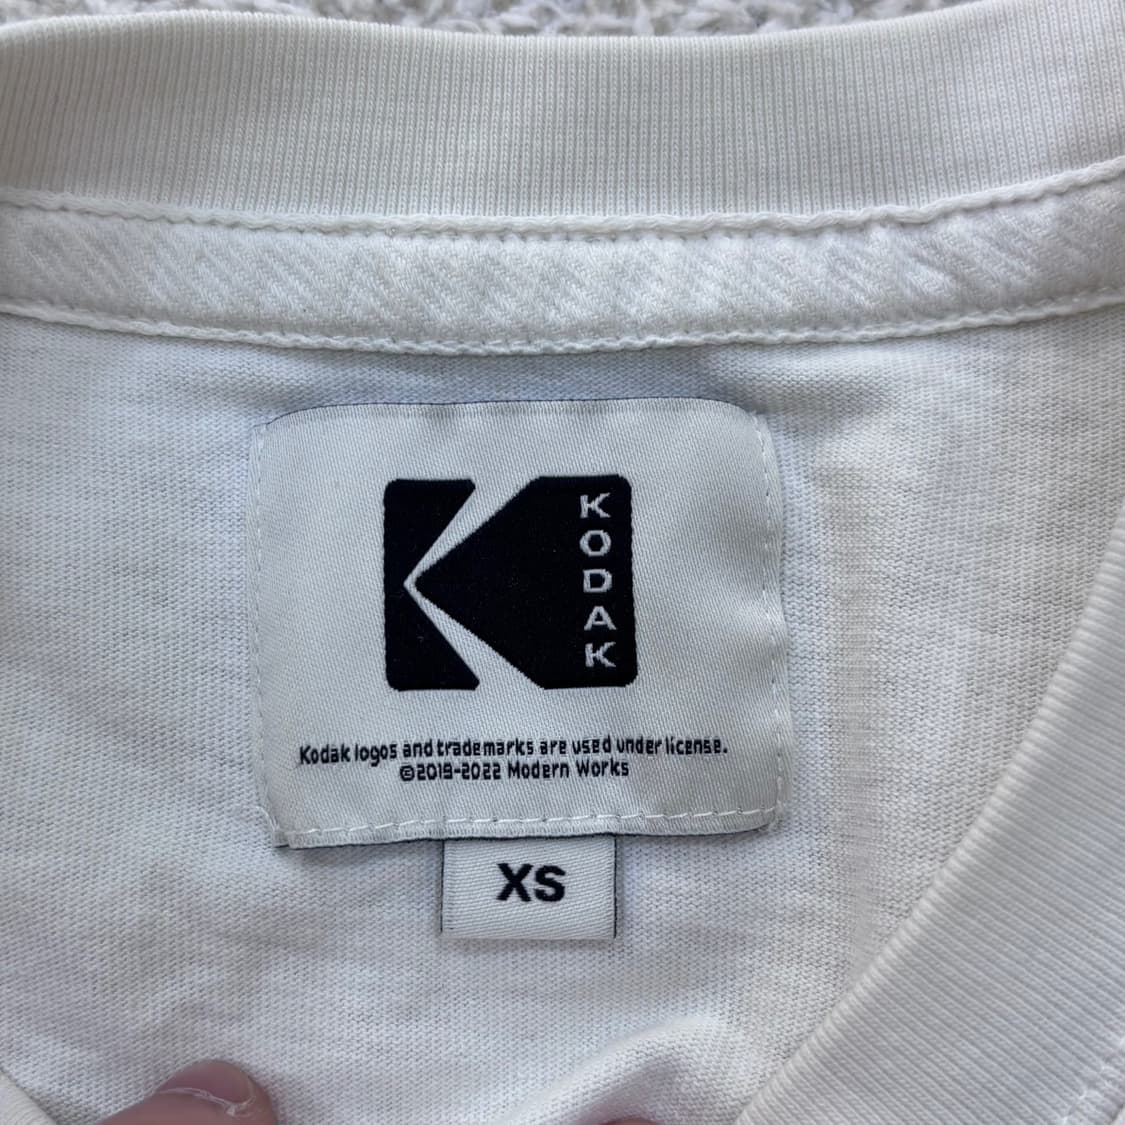 KODAK
Kodak logos and trademarks are used under license.
©2019-2022 Modern Works
XS